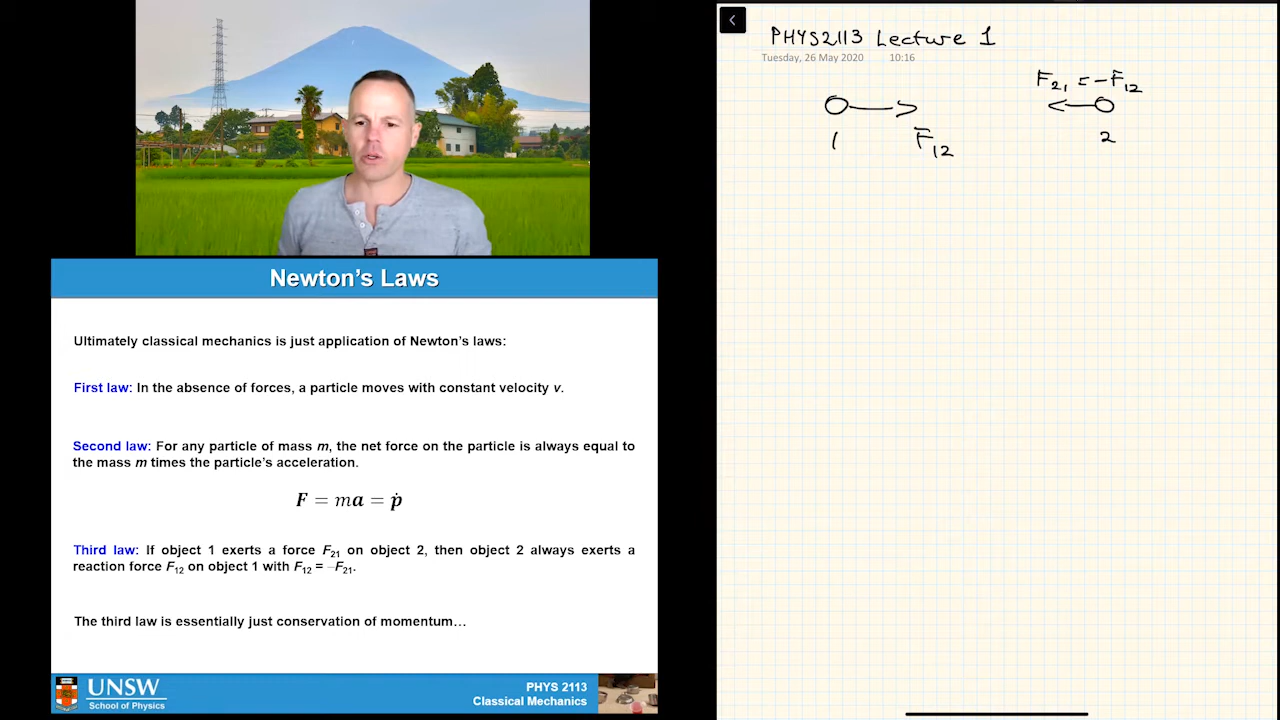 Newton's Laws
Ultimately classical mechanics is just application of Newton's laws:
First law: In the absence of forces, a particle moves with constant velocity v.
Second law: For any particle of mass m, the net force on the particle is always equal to
the mass m times the particle's acceleration.
F = ma = ṗ
Third law: If object 1 exerts a force F₂₁ on object 2, then object 2 always exerts a
reaction force F₁₂ on object 1 with F₁₂ = –F₂₁.
The third law is essentially just conservation of momentum…
UNSW
School of Physics
PHYS 2113
Classical Mechanics
PHYS2113 Lecture 1
Tuesday, 26 May 2020 10:16
F₂₁ = -F₁₂
1 F₁₂ 2